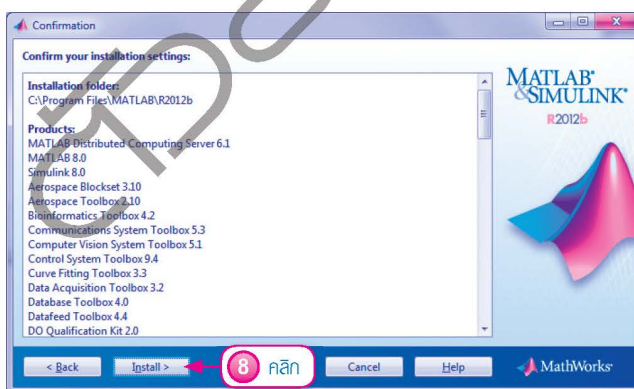 Confirmation
Confirm your installation settings:
Installation folder:
C:\Program Files\MATLAB\R2012b
Products:
MATLAB Distributed Computing Server 6.1
MATLAB 8.0
Simulink 8.0
Aerospace Blockset 3.10
Aerospace Toolbox 2.10
Bioinformatics Toolbox 4.2
Communications System Toolbox 5.3
Computer Vision System Toolbox 5.1
Control System Toolbox 9.4
Curve Fitting Toolbox 3.3
Data Acquisition Toolbox 3.2
Database Toolbox 4.0
Datafeed Toolbox 4.4
DO Qualification Kit 2.0
MATLAB®
&SIMULINK®
R2012b
< Back
Install >
8 คลิก
Cancel
Help
MathWorks®